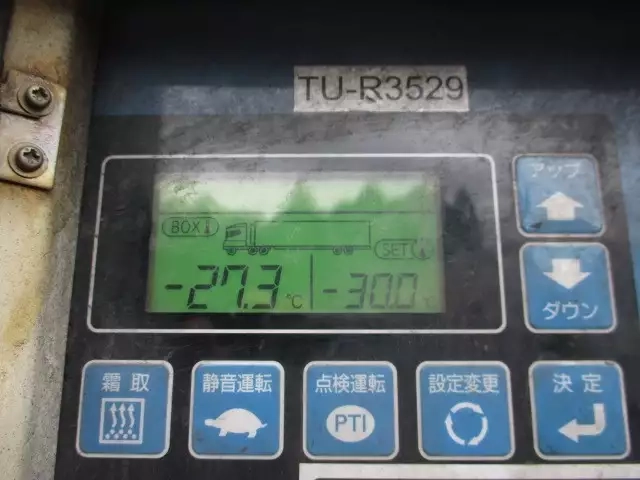 TU-R3529
アップ
BOX
SET
-27.3℃
-30.0℃
ダウン
霜取
静音運転
点検運転
設定変更
決定
PTI